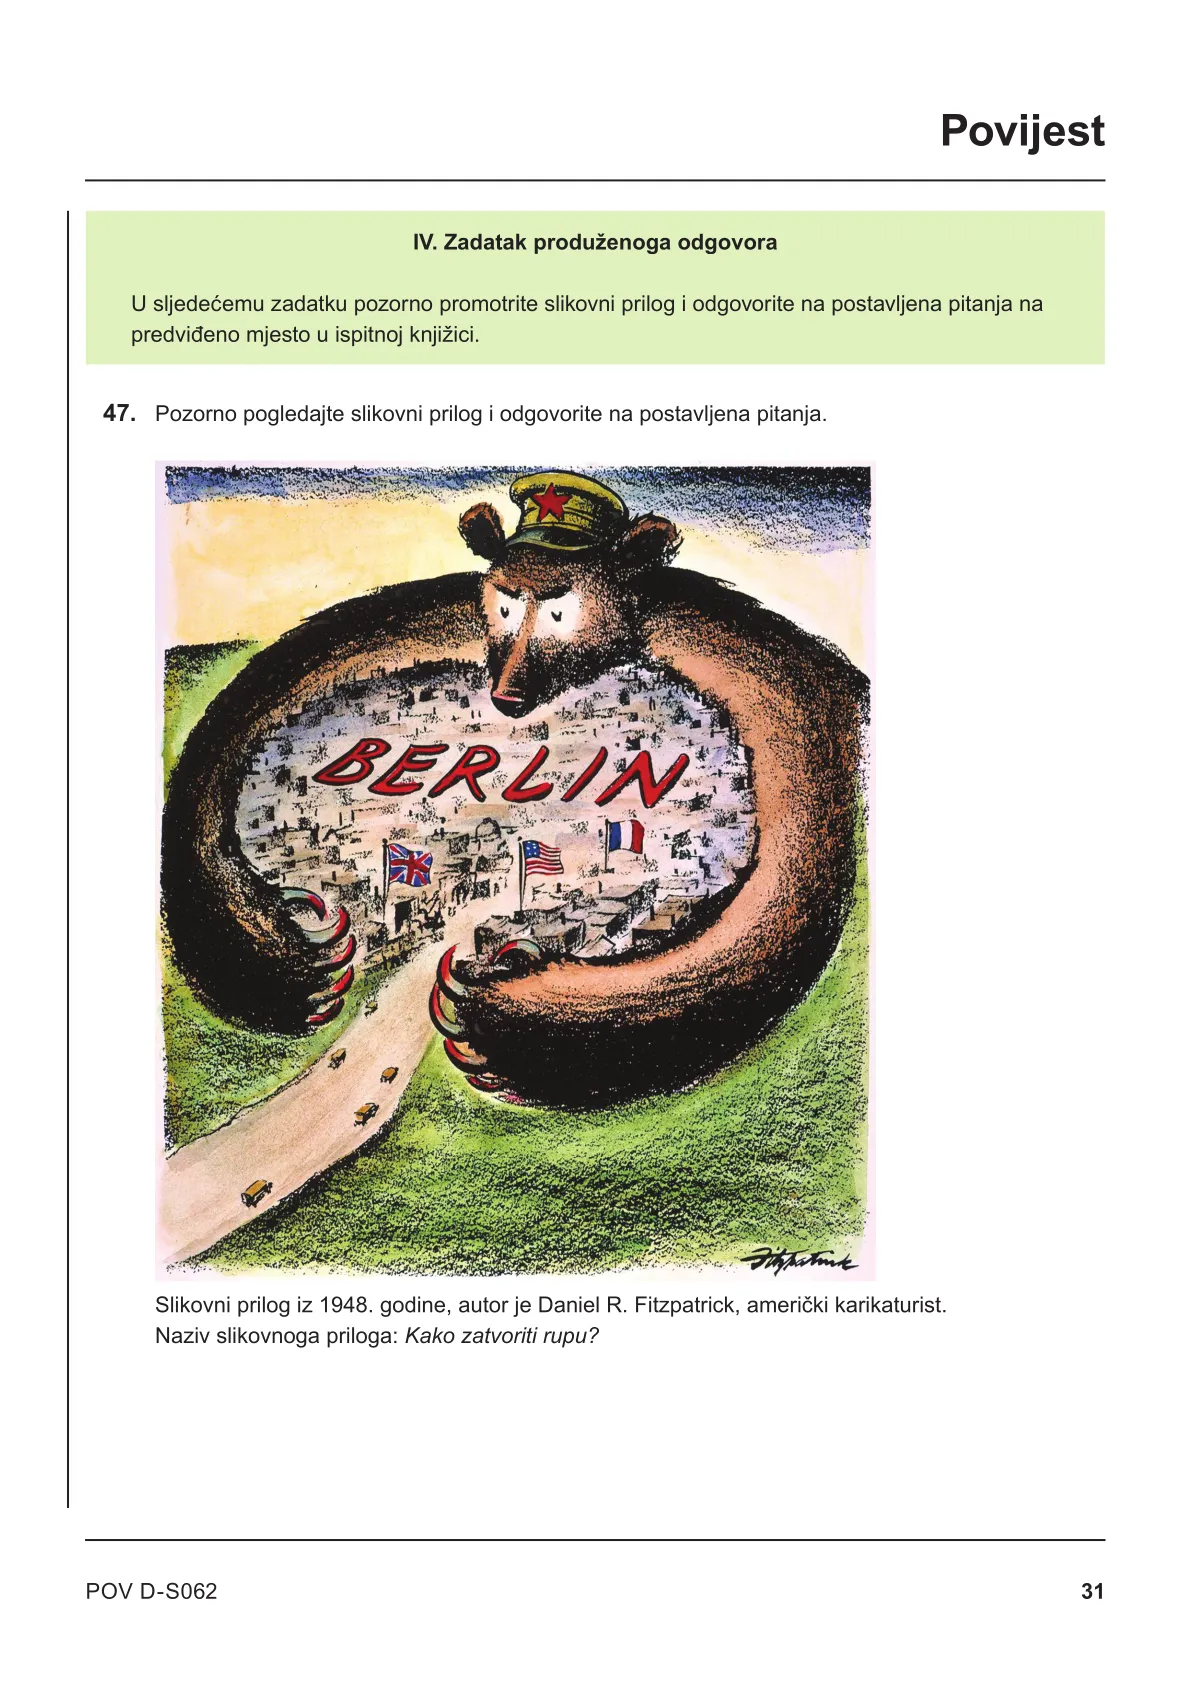 Povijest
IV. Zadatak produženoga odgovora
U sljedećemu zadatku pozorno promotrite slikovni prilog i odgovorite na postavljena pitanja na
predviđeno mjesto u ispitnoj knjižici.
47. Pozorno pogledajte slikovni prilog i odgovorite na postavljena pitanja.
BERLIN
Fitzpatrick
Slikovni prilog iz 1948. godine, autor je Daniel R. Fitzpatrick, američki karikaturist.
Naziv slikovnoga priloga: Kako zatvoriti rupu?
POV D-S062
31